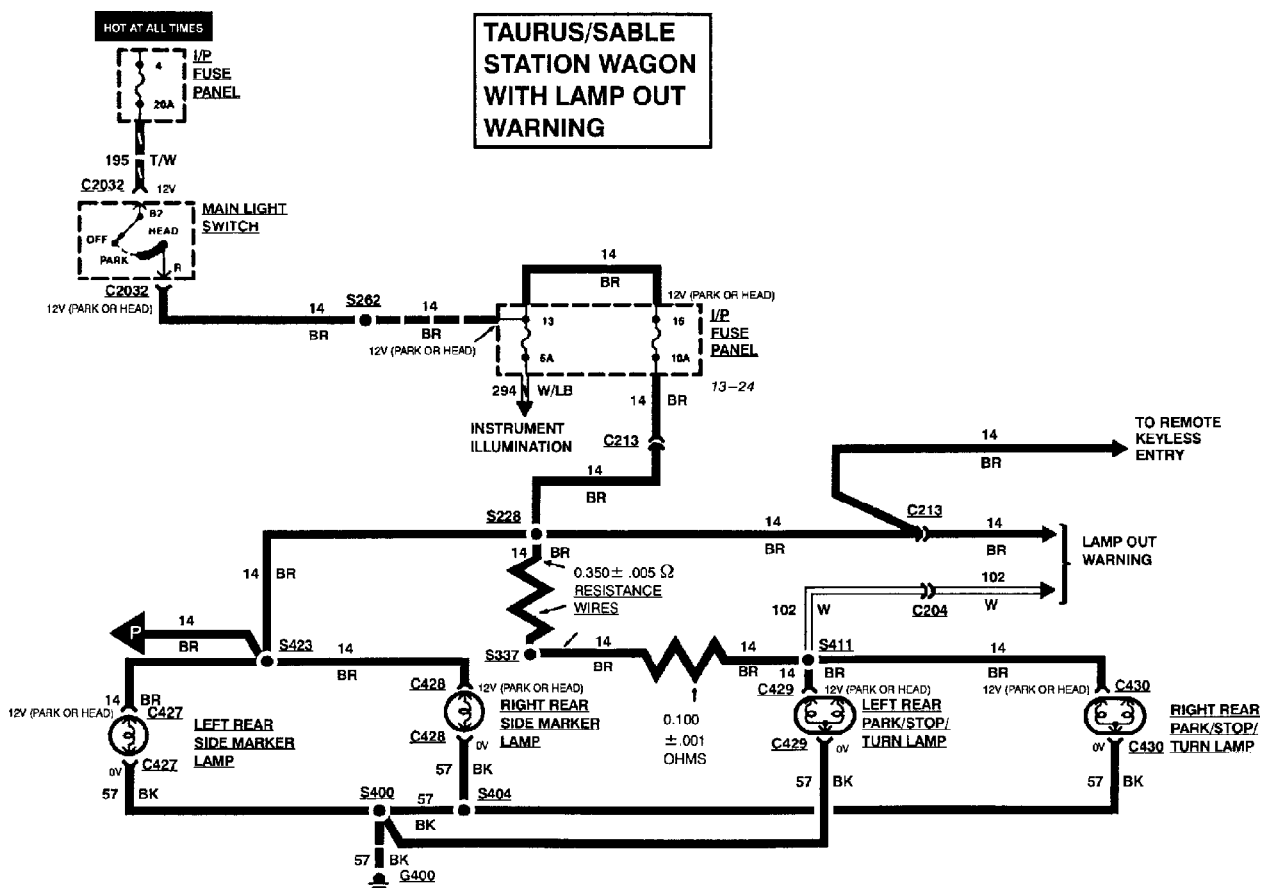 HOT AT ALL TIMES
TAURUS/SABLE
STATION WAGON
WITH LAMP OUT
WARNING
4
20A
I/P
FUSE
PANEL
195 T/W
C2032 12V
B2
OFF
HEAD
PARK
R
MAIN LIGHT
SWITCH
C2032
12V (PARK OR HEAD)
14
BR
S262
14
BR
12V (PARK OR HEAD)
14
BR
12V (PARK OR HEAD)
13
5A
15
10A
I/P
FUSE
PANEL
13-24
294 W/LB
INSTRUMENT
ILLUMINATION
14 BR
C213
14
BR
TO REMOTE
KEYLESS
ENTRY
14
BR
S228
14
BR
C213
14
BR
LAMP OUT
WARNING
14 BR
0.350± .005 Ω
RESISTANCE
WIRES
14 BR
102 W
102
W
C204
P
14
BR
S423
14
BR
S337
14
BR
14
BR
S411
BR
14
BR
14 BR
12V (PARK OR HEAD)
C427
C427
0V
57 BK
LEFT REAR
SIDE MARKER
LAMP
C428
12V (PARK OR HEAD)
C428
0V
57 BK
RIGHT REAR
SIDE MARKER
LAMP
0.100
±.001
OHMS
14
C429
12V (PARK OR HEAD)
C429
0V
57 BK
LEFT REAR
PARK/STOP/
TURN LAMP
12V (PARK OR HEAD)
C430
0V
C430
57 BK
RIGHT REAR
PARK/STOP/
TURN LAMP
S400
57
BK
S404
57 BK
G400